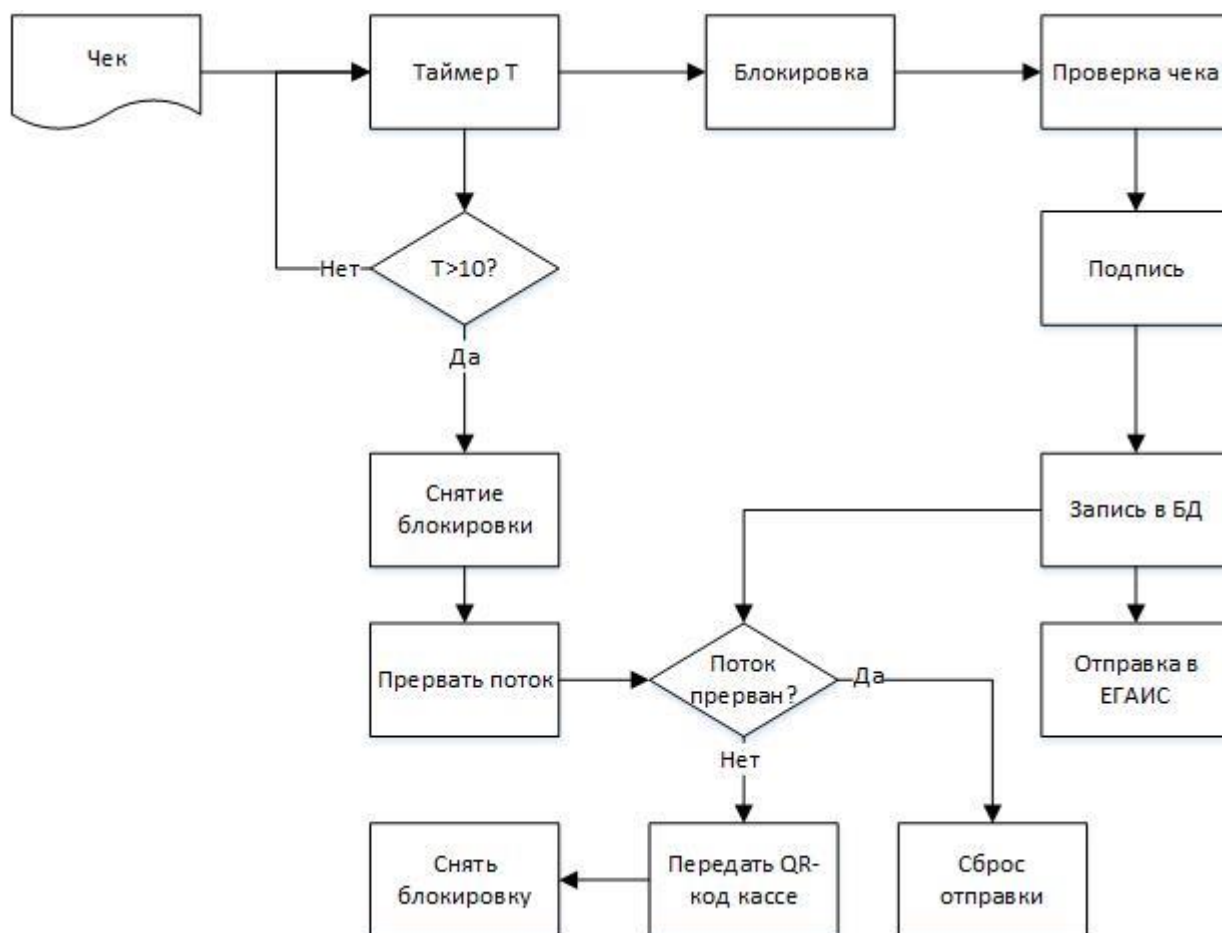 Чек
Таймер Т
Блокировка
Проверка чека
Нет
Т>10?
Подпись
Да
Снятие
блокировки
Запись в БД
Прервать поток
Поток
прерван?
Да
Отправка в
ЕГАИС
Нет
Снять
блокировку
Передать QR-
код кассе
Сброс
отправки